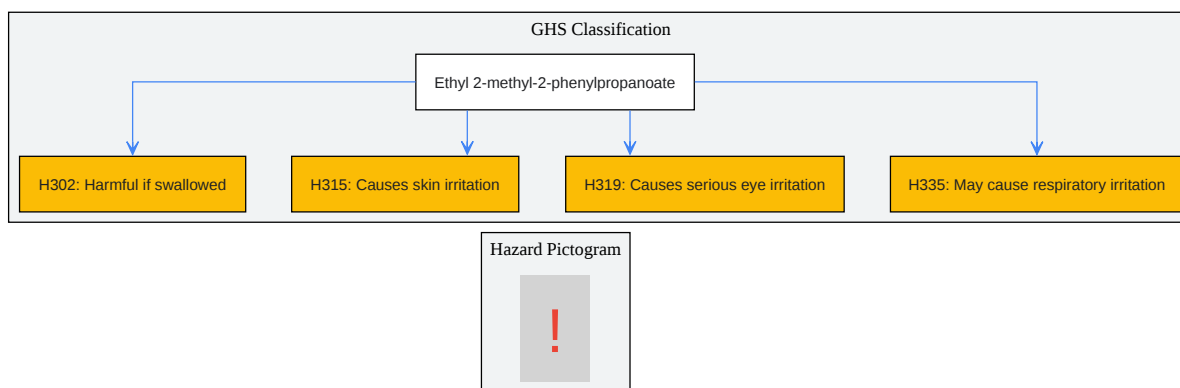 GHS Classification
Ethyl 2-methyl-2-phenylpropanoate
H302: Harmful if swallowed
H315: Causes skin irritation
H319: Causes serious eye irritation
H335: May cause respiratory irritation
Hazard Pictogram
!